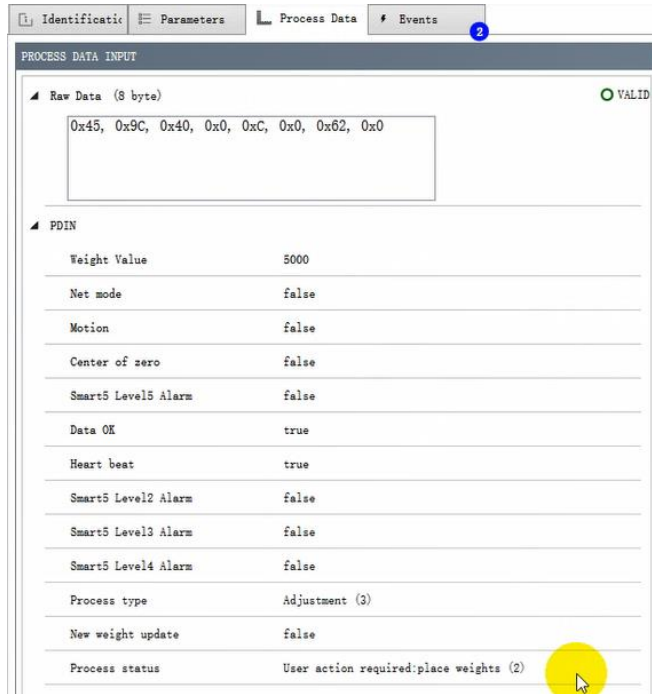 Identificatio
Parameters
Process Data
Events
2
PROCESS DATA INPUT
Raw Data (8 byte)
VALID
0x45, 0x9C, 0x40, 0x0, 0xC, 0x0, 0x62, 0x0
PDIN
Weight Value 5000
Net mode false
Motion false
Center of zero false
Smart5 Level5 Alarm false
Data OK true
Heart beat true
Smart5 Level2 Alarm false
Smart5 Level3 Alarm false
Smart5 Level4 Alarm false
Process type Adjustment (3)
New weight update false
Process status User action required:place weights (2)